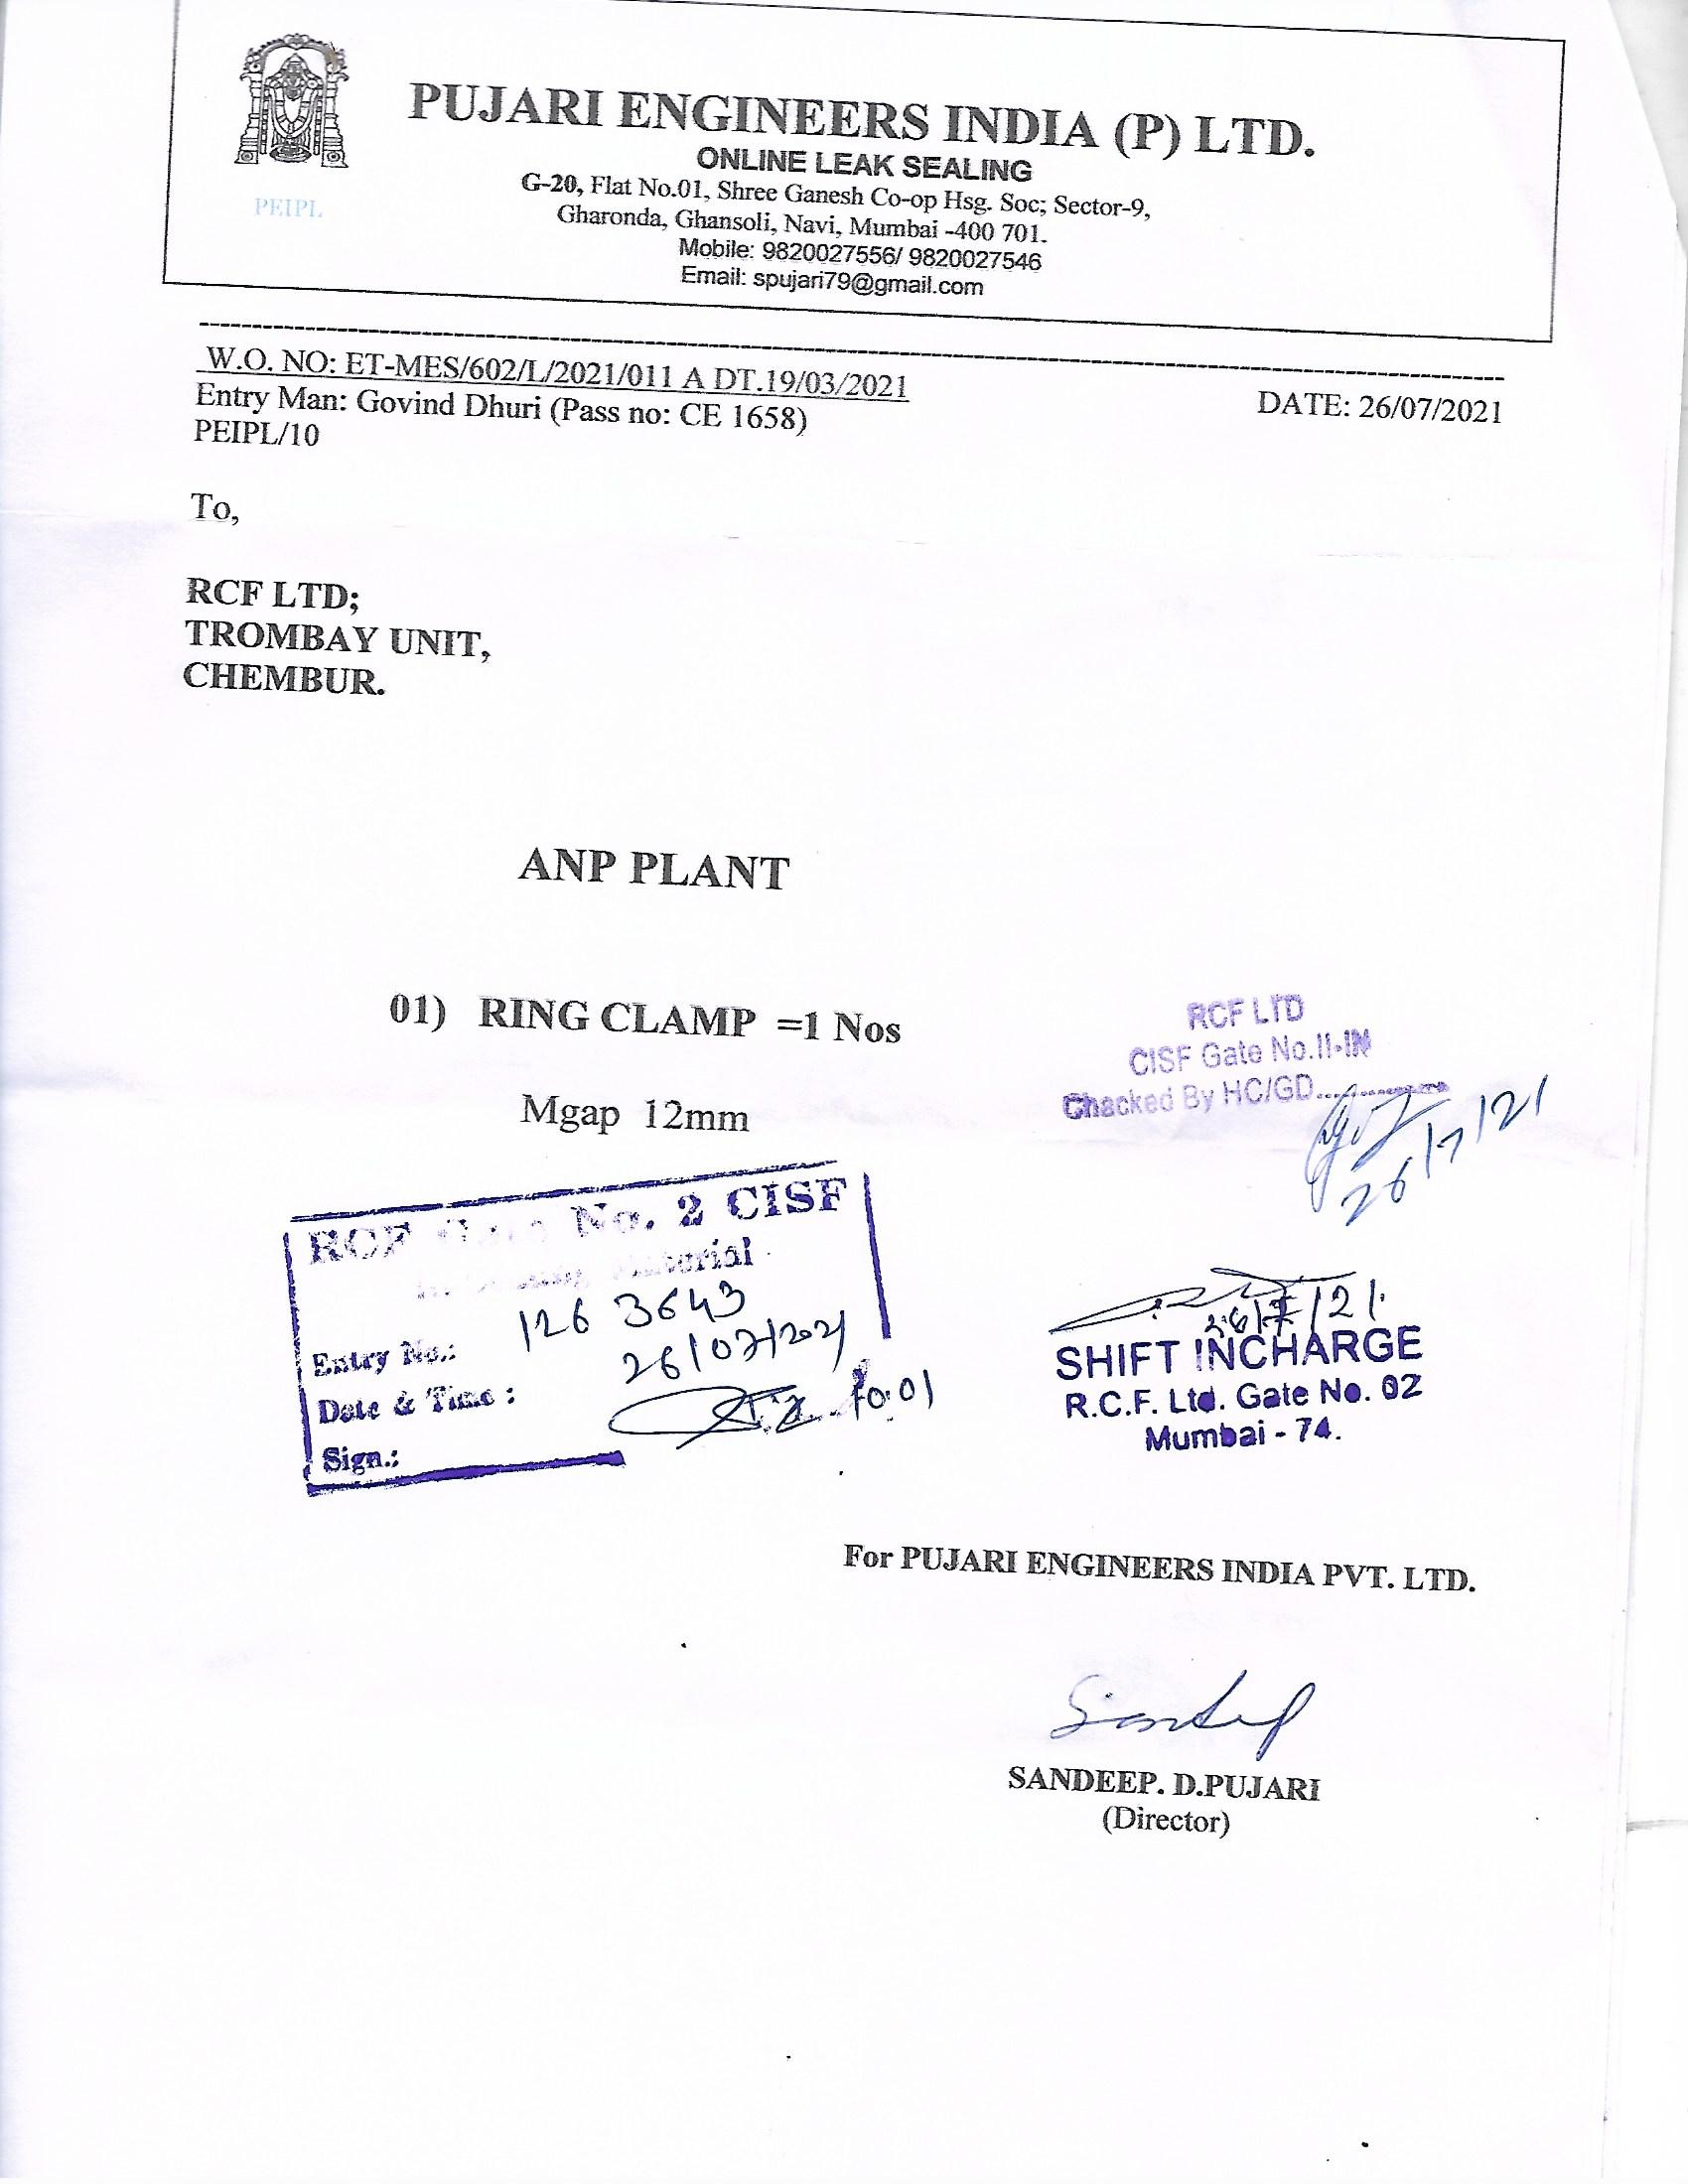 PUJARI ENGINEERS INDIA (P) LTD.
ONLINE LEAK SEALING
G-20, Flat No.01, Shree Ganesh Co-op Hsg. Soc; Sector-9,
Gharonda, Ghansoli, Navi, Mumbai -400 701.
Mobile: 9820027556/ 9820027546
Email: spujari79@gmail.com
PEIPL
W.O. NO: ET-MES/602/L/2021/011 A DT.19/03/2021
Entry Man: Govind Dhuri (Pass no: CE 1658)
DATE: 26/07/2021
PEIPL/10
To,
RCF LTD;
TROMBAY UNIT,
CHEMBUR.
ANP PLANT
01) RING CLAMP =1 Nos
Mgap 12mm
RCF LTD
CISF Gate No.II-IN
Chacked By HC/GD..............
26/7/21
RCF No. 2 CISF
Material
Entry No.: 126 3643
Date & Time : 26/07/2021
10:01
Sign.:
26/7/21.
SHIFT INCHARGE
R.C.F. Ltd. Gate No. 02
Mumbai - 74.
For PUJARI ENGINEERS INDIA PVT. LTD.
Sandeep
SANDEEP. D.PUJARI
(Director)